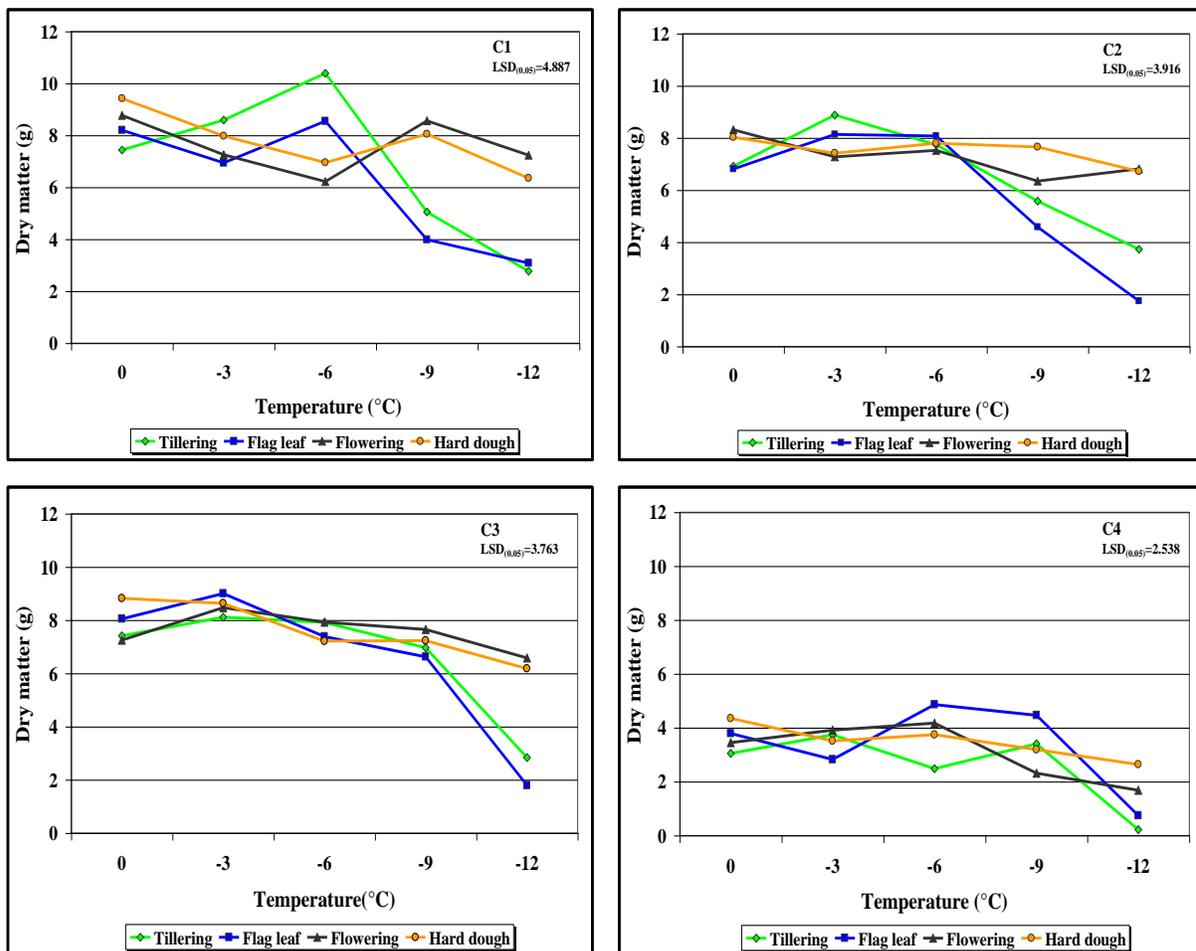 C1
LSD(0.05)=4.887
12
10
8
6
4
2
0
Dry matter (g)
0 -3 -6 -9 -12
Temperature (°C)
Tillering Flag leaf Flowering Hard dough
C2
LSD(0.05)=3.916
12
10
8
6
4
2
0
Dry matter (g)
0 -3 -6 -9 -12
Temperature (°C)
Tillering Flag leaf Flowering Hard dough
C3
LSD(0.05)=3.763
12
10
8
6
4
2
0
Dry matter (g)
0 -3 -6 -9 -12
Temperature(°C)
Tillering Flag leaf Flowering Hard dough
C4
LSD(0.05)=2.538
12
10
8
6
4
2
0
Dry matter (g)
0 -3 -6 -9 -12
Temperature (°C)
Tillering Flag leaf Flowering Hard dough